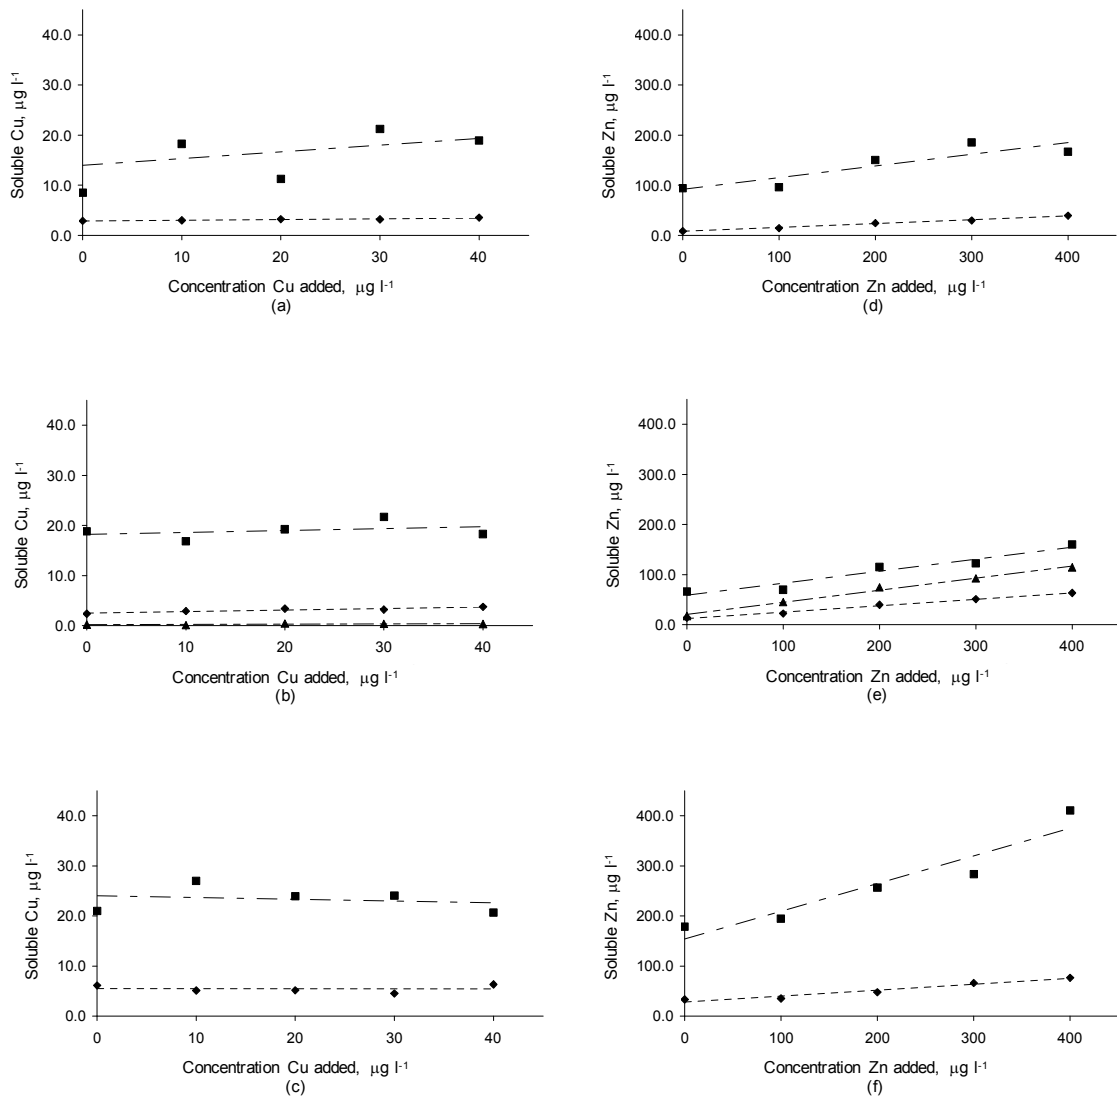 40.0
30.0
20.0
10.0
0.0
Soluble Cu, μg l-1
0 10 20 30 40
Concentration Cu added, μg l-1
(a)
400.0
300.0
200.0
100.0
0.0
Soluble Zn, μg l-1
0 100 200 300 400
Concentration Zn added, μg l-1
(d)
40.0
30.0
20.0
10.0
0.0
Soluble Cu, μg l-1
0 10 20 30 40
Concentration Cu added, μg l-1
(b)
400.0
300.0
200.0
100.0
0.0
Soluble Zn, μg l-1
0 100 200 300 400
Concentration Zn added, μg l-1
(e)
40.0
30.0
20.0
10.0
0.0
Soluble Cu, μg l-1
0 10 20 30 40
Concentration Cu added, μg l-1
(c)
400.0
300.0
200.0
100.0
0.0
Soluble Zn, μg l-1
0 100 200 300 400
Concentration Zn added, μg l-1
(f)